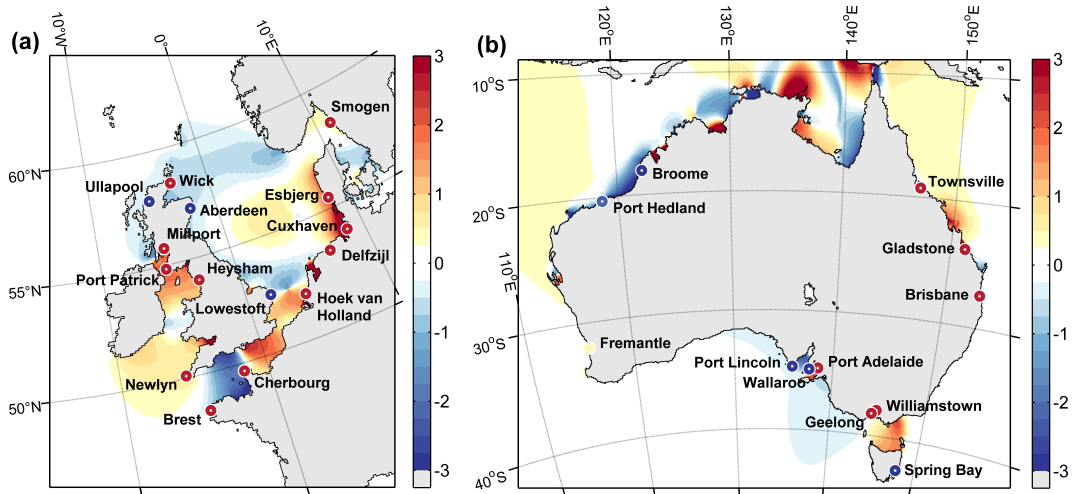 (a)
10°W
0°
10°E
60°N
55°N
50°N
Smogen
Ullapool
Wick
Aberdeen
Esbjerg
Cuxhaven
Millport
Delfzijl
Port Patrick
Heysham
Lowestoft
Hoek van
Holland
Newlyn
Cherbourg
Brest
3
2
1
0
-1
-2
-3
(b)
120°E
130°E
140°E
150°E
10°S
20°S
110°E
30°S
40°S
Broome
Port Hedland
Townsville
Gladstone
Brisbane
Fremantle
Port Lincoln
Port Adelaide
Wallaroo
Williamstown
Geelong
Spring Bay
3
2
1
0
-1
-2
-3